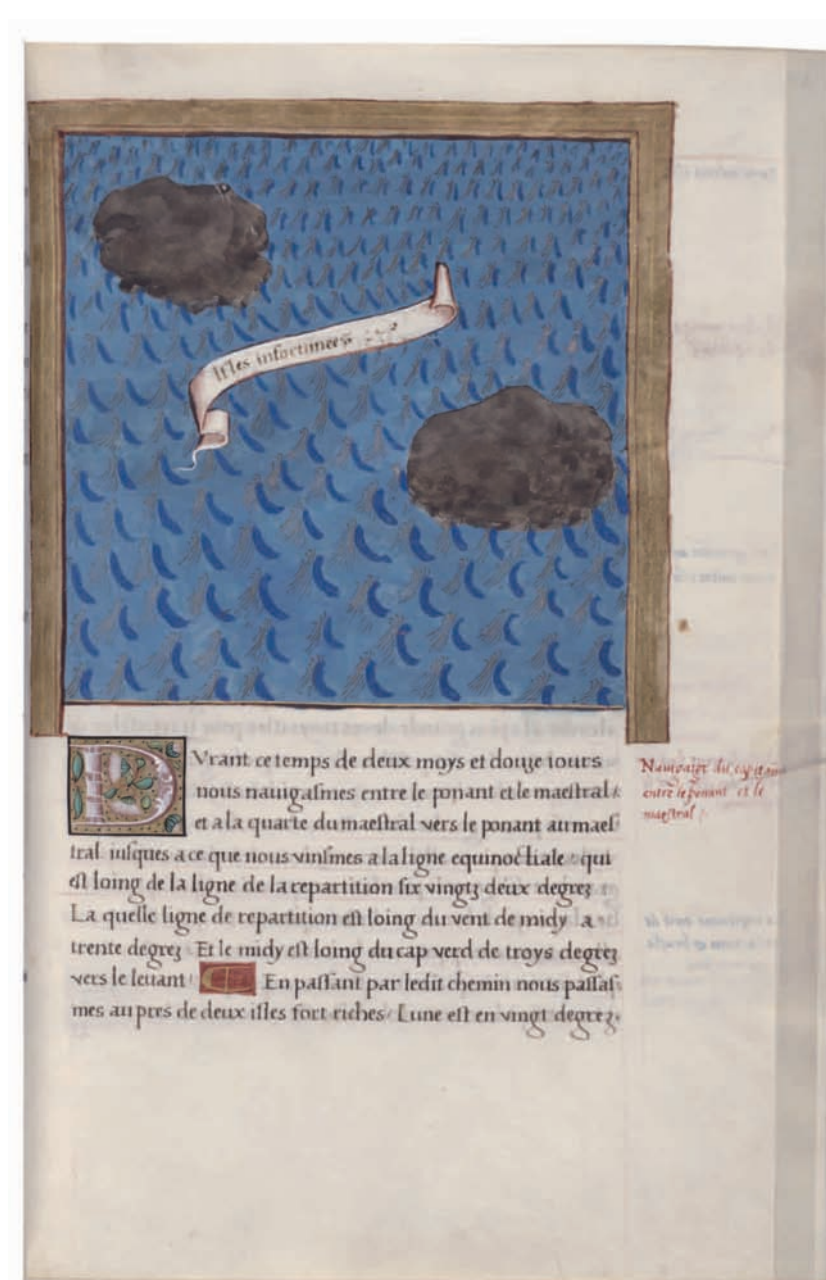 Isles infortunees
DVrant ce temps de deux moys et douze iours
nous nauigasmes entre le ponant et le maestral :
et a la quarte du maestral vers le ponant au maes
tral iusques a ce que nous vinsmes a la ligne equinoctiale : qui
est loing de la ligne de la repartition six vingtz deux degrez
La quelle ligne de repartition est loing du vent de midy a
trente degrez Et le midy est loing du cap verd de troys degrez
vers le leuant : C En passant par ledit chemin nous passas
mes au pres de deux isles fort riches / Lune est en vingt degrez
Nauigaige du capitaine
entre le ponant et le
maestral